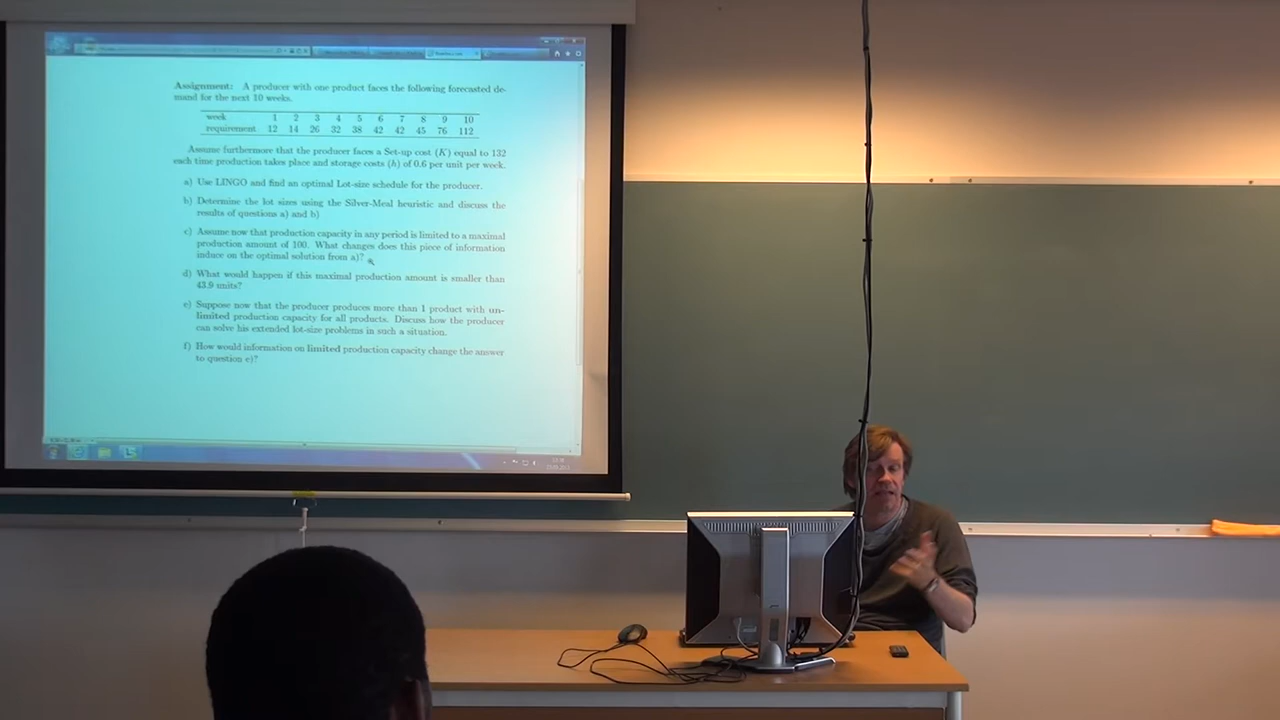 Assignment: A producer with one product faces the following forecasted de-
mand for the next 10 weeks.
week 1 2 3 4 5 6 7 8 9 10
requirement 12 14 26 32 38 42 42 45 76 112
Assume furthermore that the producer faces a Set-up cost (K) equal to 132
each time production takes place and storage costs (h) of 0.6 per unit per week.
a) Use LINGO and find an optimal Lot-size schedule for the producer.
b) Determine the lot sizes using the Silver-Meal heuristic and discuss the
results of questions a) and b)
c) Assume now that production capacity in any period is limited to a maximal
production amount of 100. What changes does this piece of information
induce on the optimal solution from a)?
d) What would happen if this maximal production amount is smaller than
43.9 units?
e) Suppose now that the producer produces more than 1 product with un-
limited production capacity for all products. Discuss how the producer
can solve his extended lot-size problems in such a situation.
f) How would information on limited production capacity change the answer
to question e)?